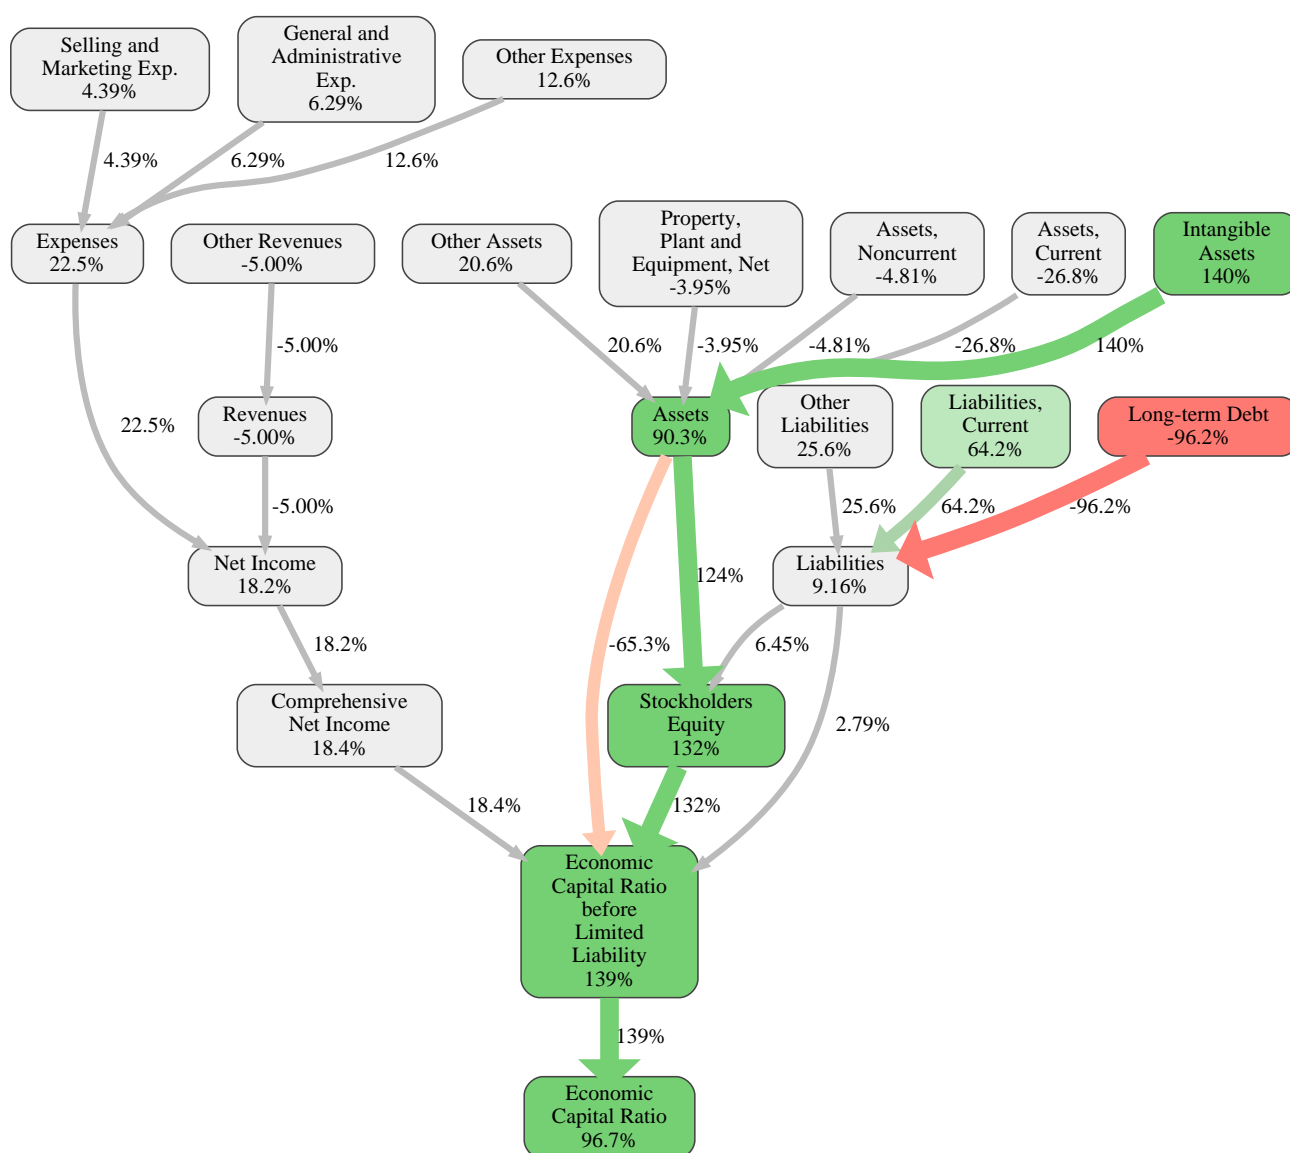 Selling and
Marketing Exp.
4.39%
General and
Administrative
Exp.
6.29%
Other Expenses
12.6%
4.39%
6.29%
12.6%
Expenses
22.5%
Other Revenues
-5.00%
Other Assets
20.6%
Property,
Plant and
Equipment, Net
-3.95%
Assets,
Noncurrent
-4.81%
Assets,
Current
-26.8%
Intangible
Assets
140%
-5.00%
20.6%
-3.95%
-4.81%
-26.8%
140%
22.5%
Revenues
-5.00%
Assets
90.3%
Other
Liabilities
25.6%
Liabilities,
Current
64.2%
Long-term Debt
-96.2%
-5.00%
25.6%
64.2%
-96.2%
Net Income
18.2%
124%
Liabilities
9.16%
18.2%
-65.3%
6.45%
Comprehensive
Net Income
18.4%
Stockholders
Equity
132%
2.79%
18.4%
132%
Economic
Capital Ratio
before
Limited
Liability
139%
139%
Economic
Capital Ratio
96.7%